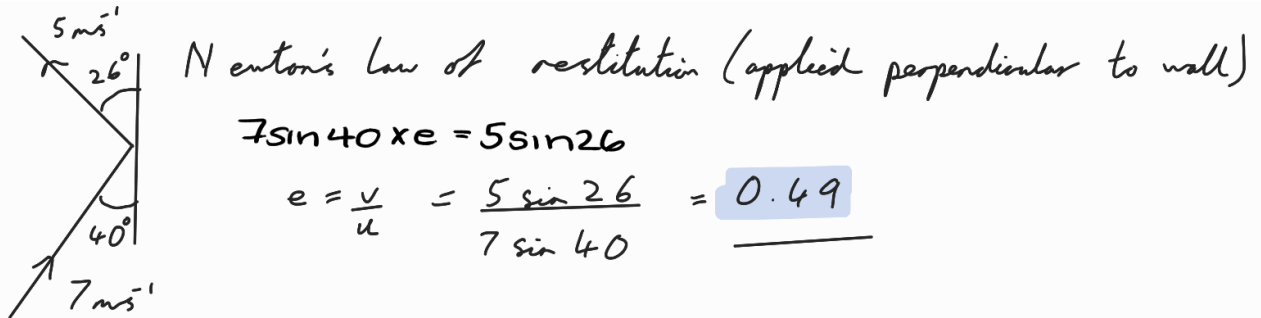 5 ms⁻¹
26°
Newton's Law of restitution (applied perpendicular to wall)
7sin40 x e = 5sin26
e = v/u = 5 sin 26 / 7 sin 40 = 0.49
40°
7 ms⁻¹